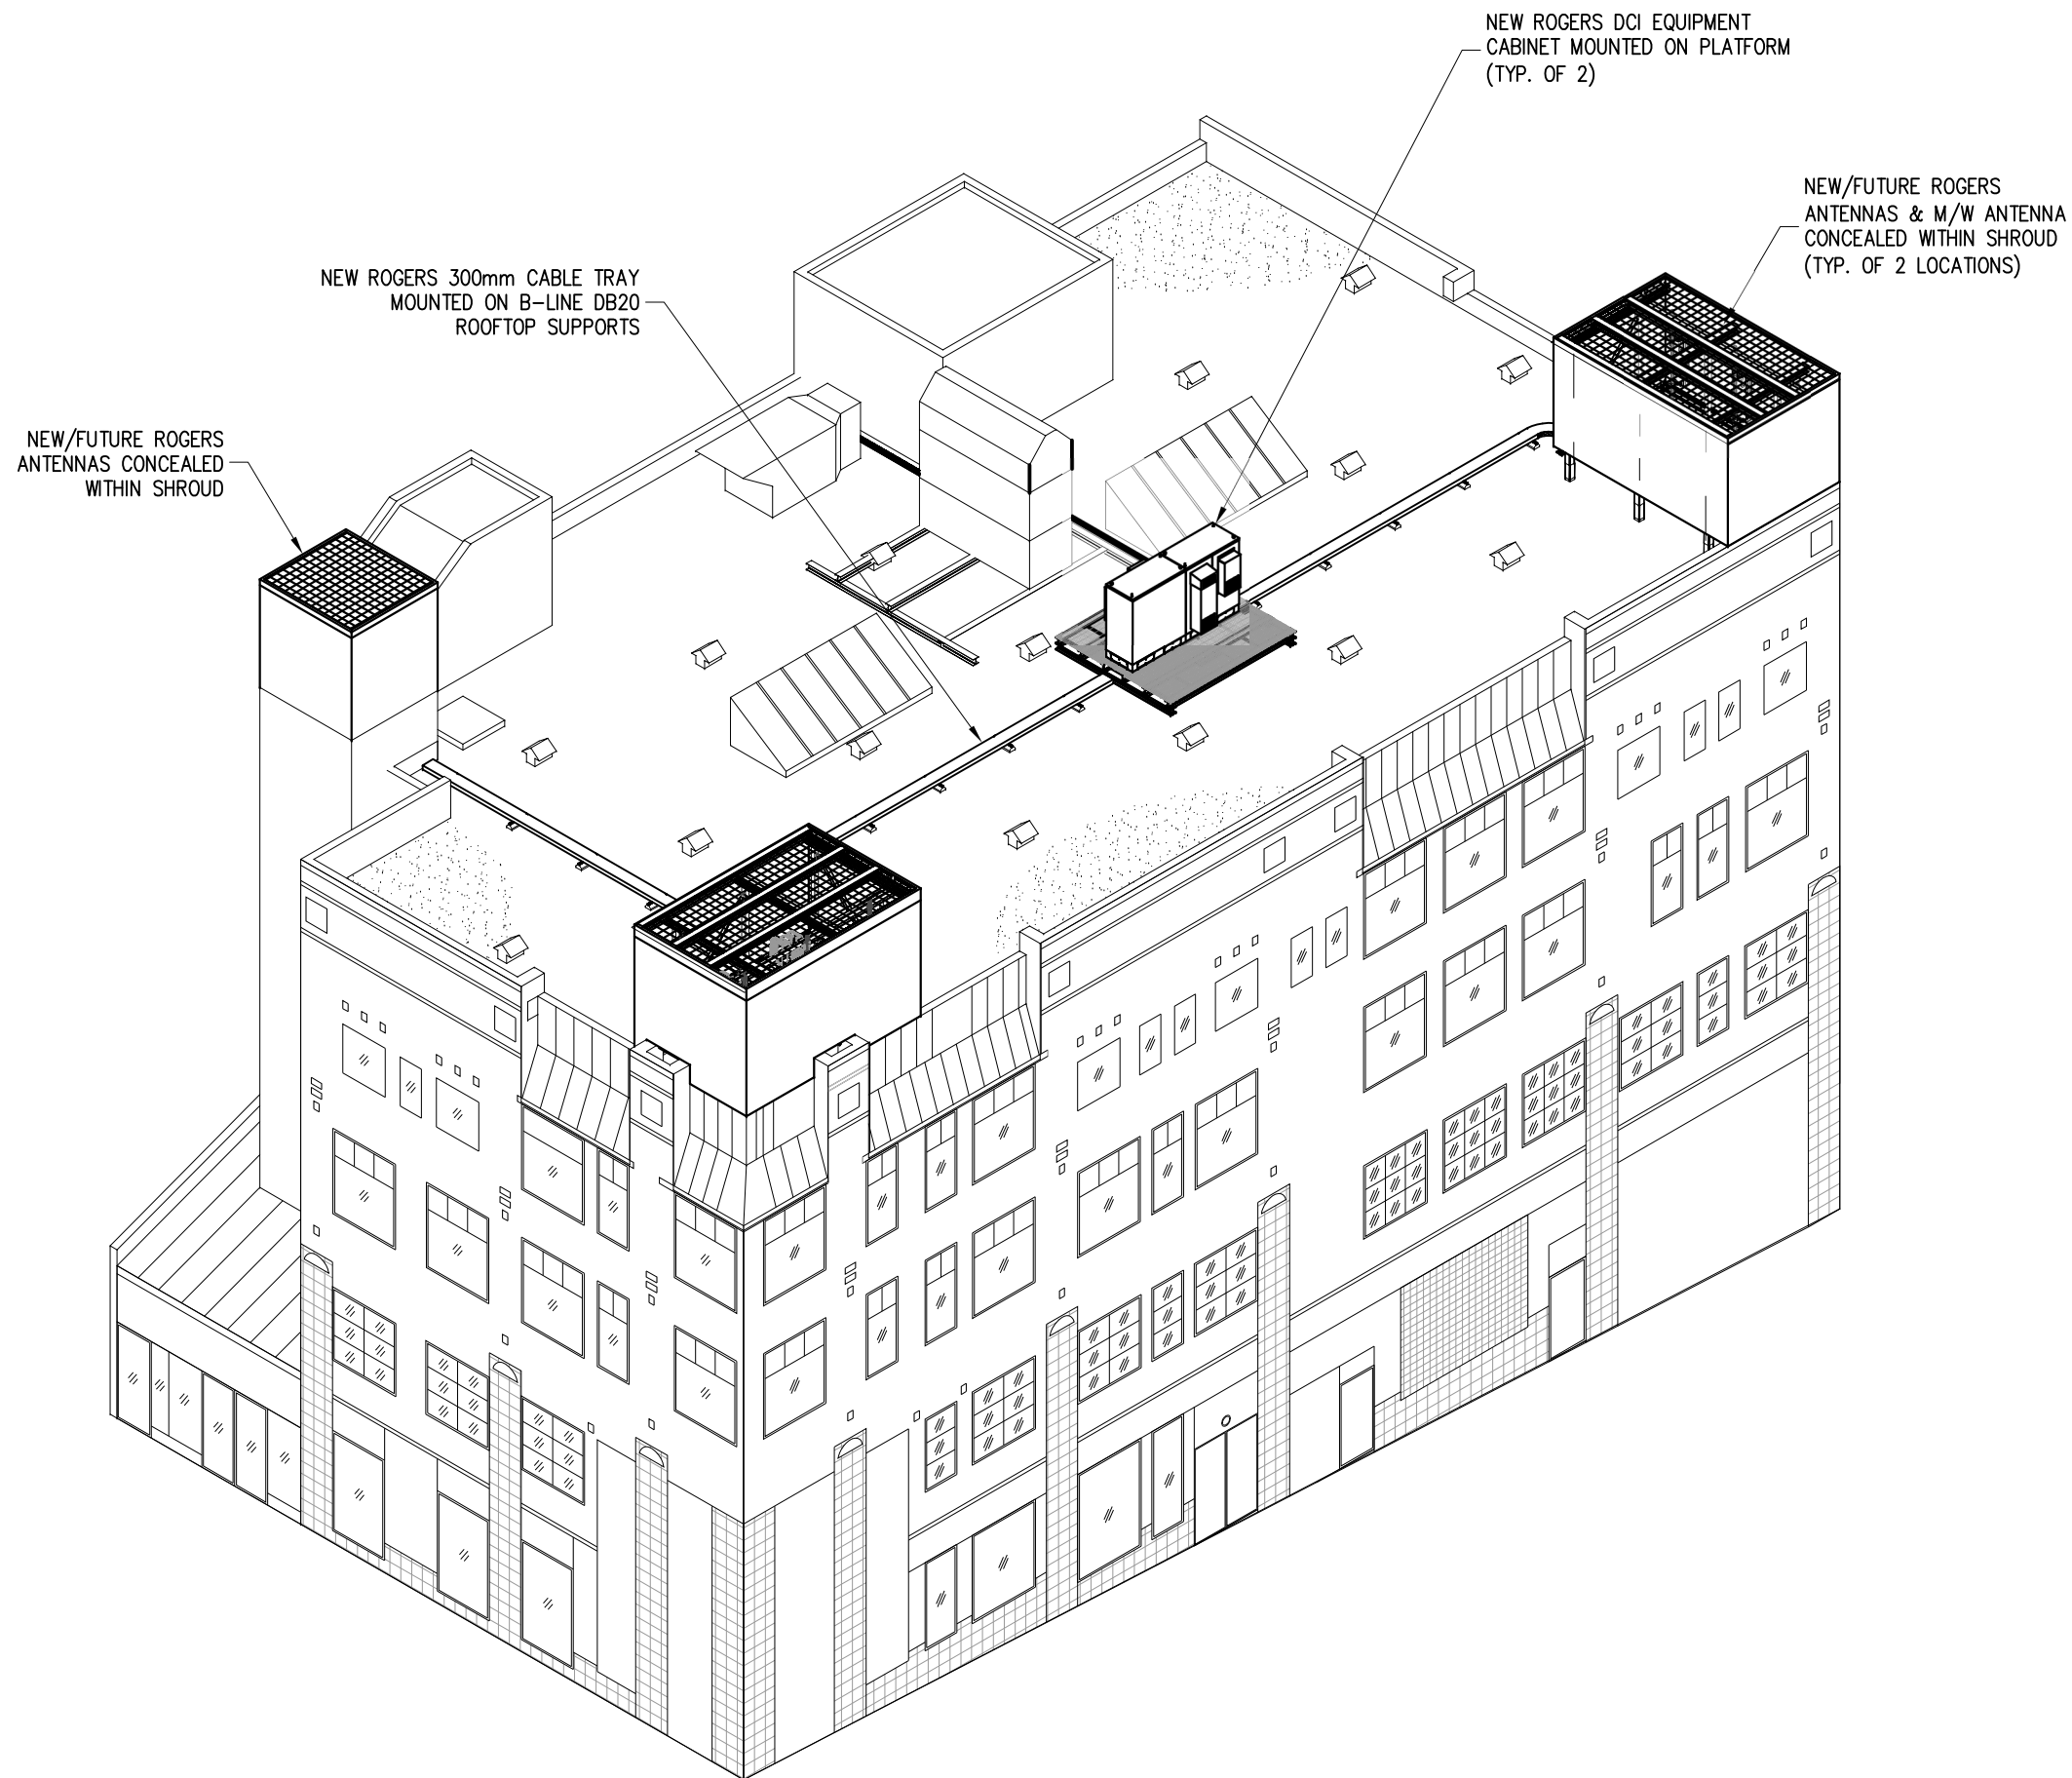 NEW ROGERS DCI EQUIPMENT
CABINET MOUNTED ON PLATFORM
(TYP. OF 2)
NEW/FUTURE ROGERS
ANTENNAS & M/W ANTENNA
CONCEALED WITHIN SHROUD
(TYP. OF 2 LOCATIONS)
NEW ROGERS 300mm CABLE TRAY
MOUNTED ON B-LINE DB20
ROOFTOP SUPPORTS
NEW/FUTURE ROGERS
ANTENNAS CONCEALED
WITHIN SHROUD